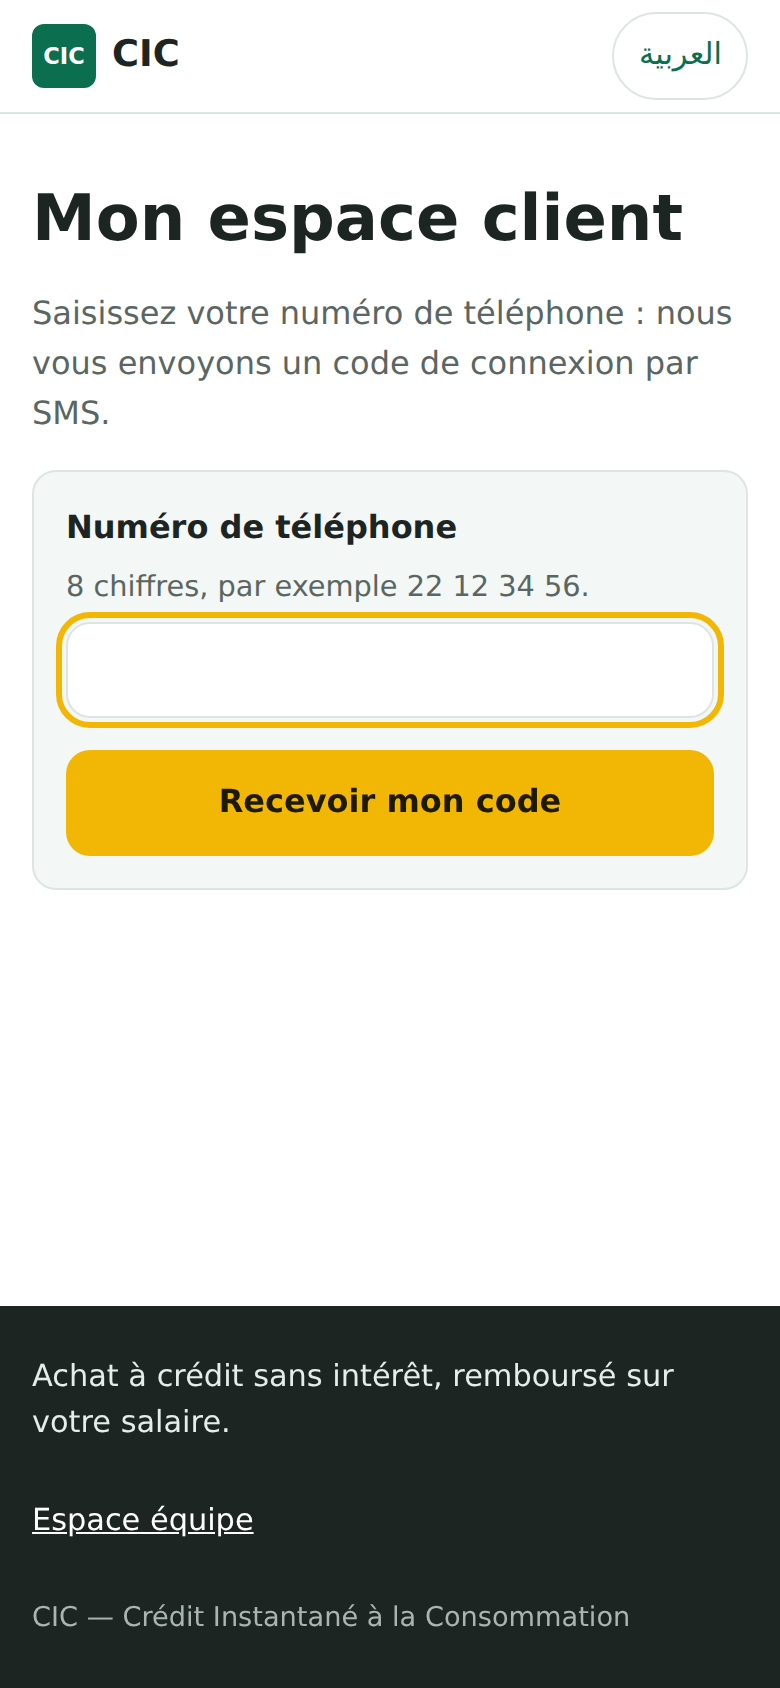 CIC CIC العربية
Mon espace client
Saisissez votre numéro de téléphone : nous
vous envoyons un code de connexion par
SMS.
Numéro de téléphone
8 chiffres, par exemple 22 12 34 56.
Recevoir mon code
Achat à crédit sans intérêt, remboursé sur
votre salaire.
Espace équipe
CIC — Crédit Instantané à la Consommation